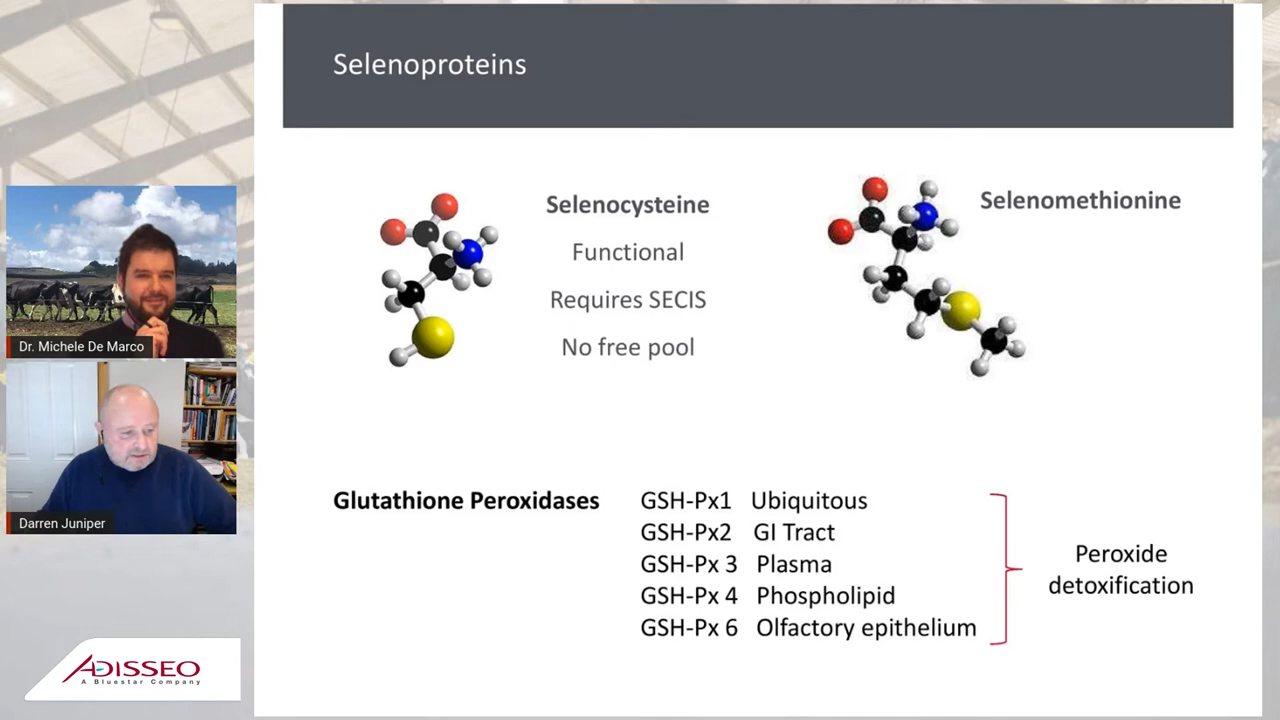 Selenoproteins
Selenocysteine
Functional
Requires SECIS
No free pool
Selenomethionine
Dr. Michele De Marco
Darren Juniper
Glutathione Peroxidases
GSH-Px1 Ubiquitous
GSH-Px2 GI Tract
GSH-Px 3 Plasma
GSH-Px 4 Phospholipid
GSH-Px 6 Olfactory epithelium
Peroxide
detoxification
ADISSEO
A Bluestar Company